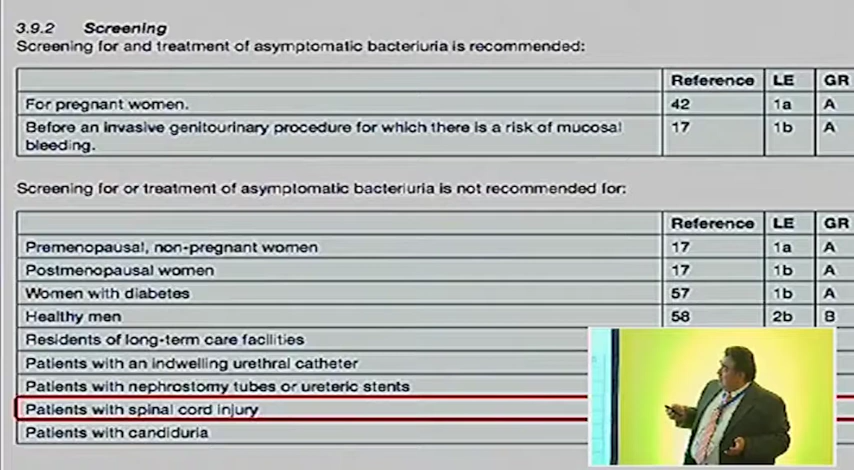 3.9.2 Screening
Screening for and treatment of asymptomatic bacteriuria is recommended:
Reference LE GR
For pregnant women. 42 1a A
Before an invasive genitourinary procedure for which there is a risk of mucosal 17 1b A
bleeding.
Screening for or treatment of asymptomatic bacteriuria is not recommended for:
Reference LE GR
Premenopausal, non-pregnant women 17 1a A
Postmenopausal women 17 1b A
Women with diabetes 57 1b A
Healthy men 58 2b B
Residents of long-term care facilities
Patients with an indwelling urethral catheter
Patients with nephrostomy tubes or ureteric stents
Patients with spinal cord injury
Patients with candiduria